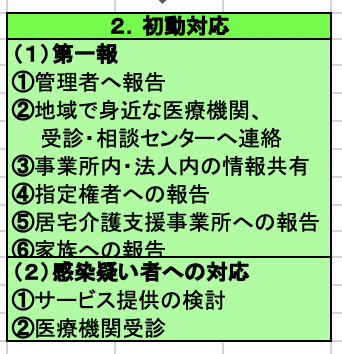 ２．初動対応
（１）第一報
①管理者へ報告
②地域で身近な医療機関、
受診・相談センターへ連絡
③事業所内・法人内の情報共有
④指定権者への報告
⑤居宅介護支援事業所への報告
⑥家族への報告
（２）感染疑い者への対応
①サービス提供の検討
②医療機関受診